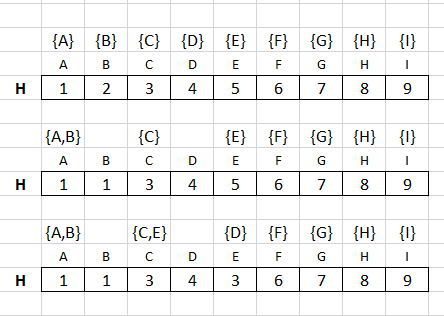 {A} {B} {C} {D} {E} {F} {G} {H} {I}
A B C D E F G H I
H 1 2 3 4 5 6 7 8 9
{A,B} {C} {E} {F} {G} {H} {I}
A B C D E F G H I
H 1 1 3 4 5 6 7 8 9
{A,B} {C,E} {D} {F} {G} {H} {I}
A B C D E F G H I
H 1 1 3 4 3 6 7 8 9